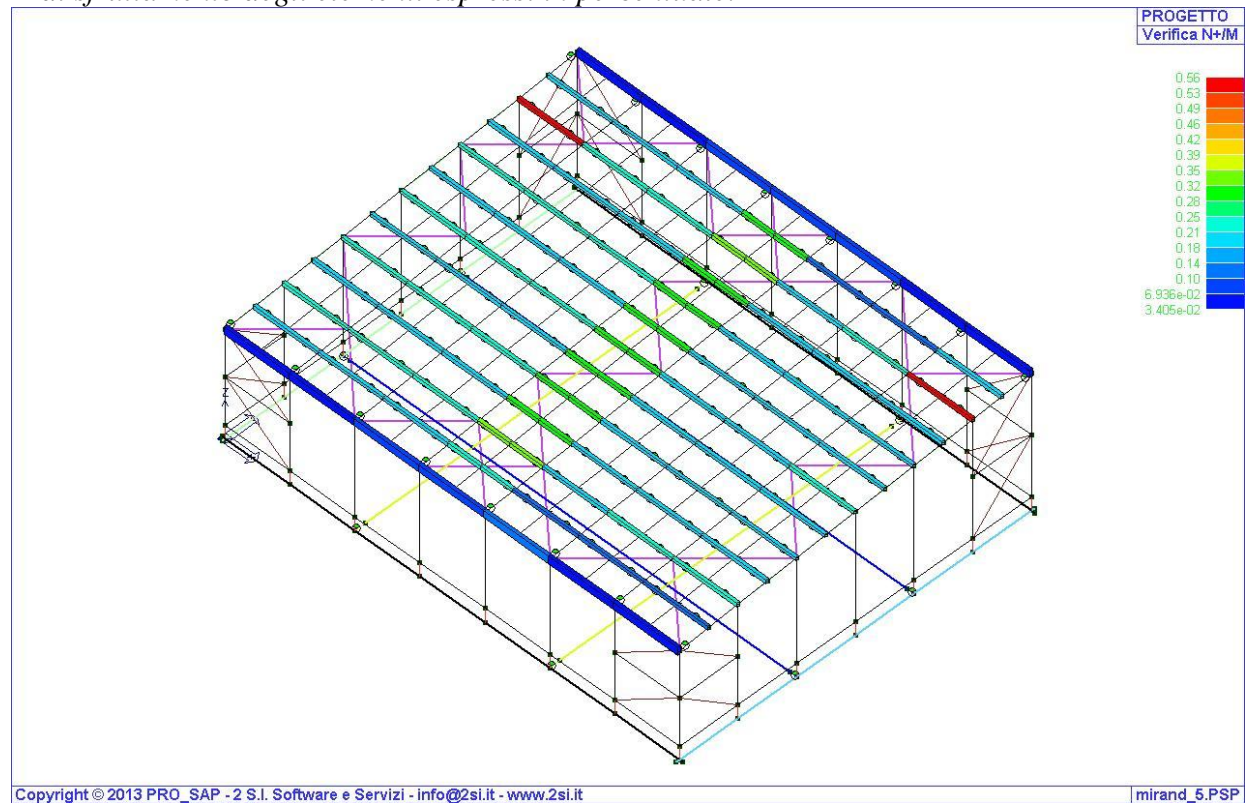 PROGETTO
Verifica N+/M
0.56
0.53
0.49
0.46
0.42
0.39
0.35
0.32
0.28
0.25
0.21
0.18
0.14
0.10
6.936e-02
3.405e-02
Z
Copyright © 2013 PRO_SAP - 2 S.I. Software e Servizi - info@2si.it - www.2si.it
mirand_5.PSP